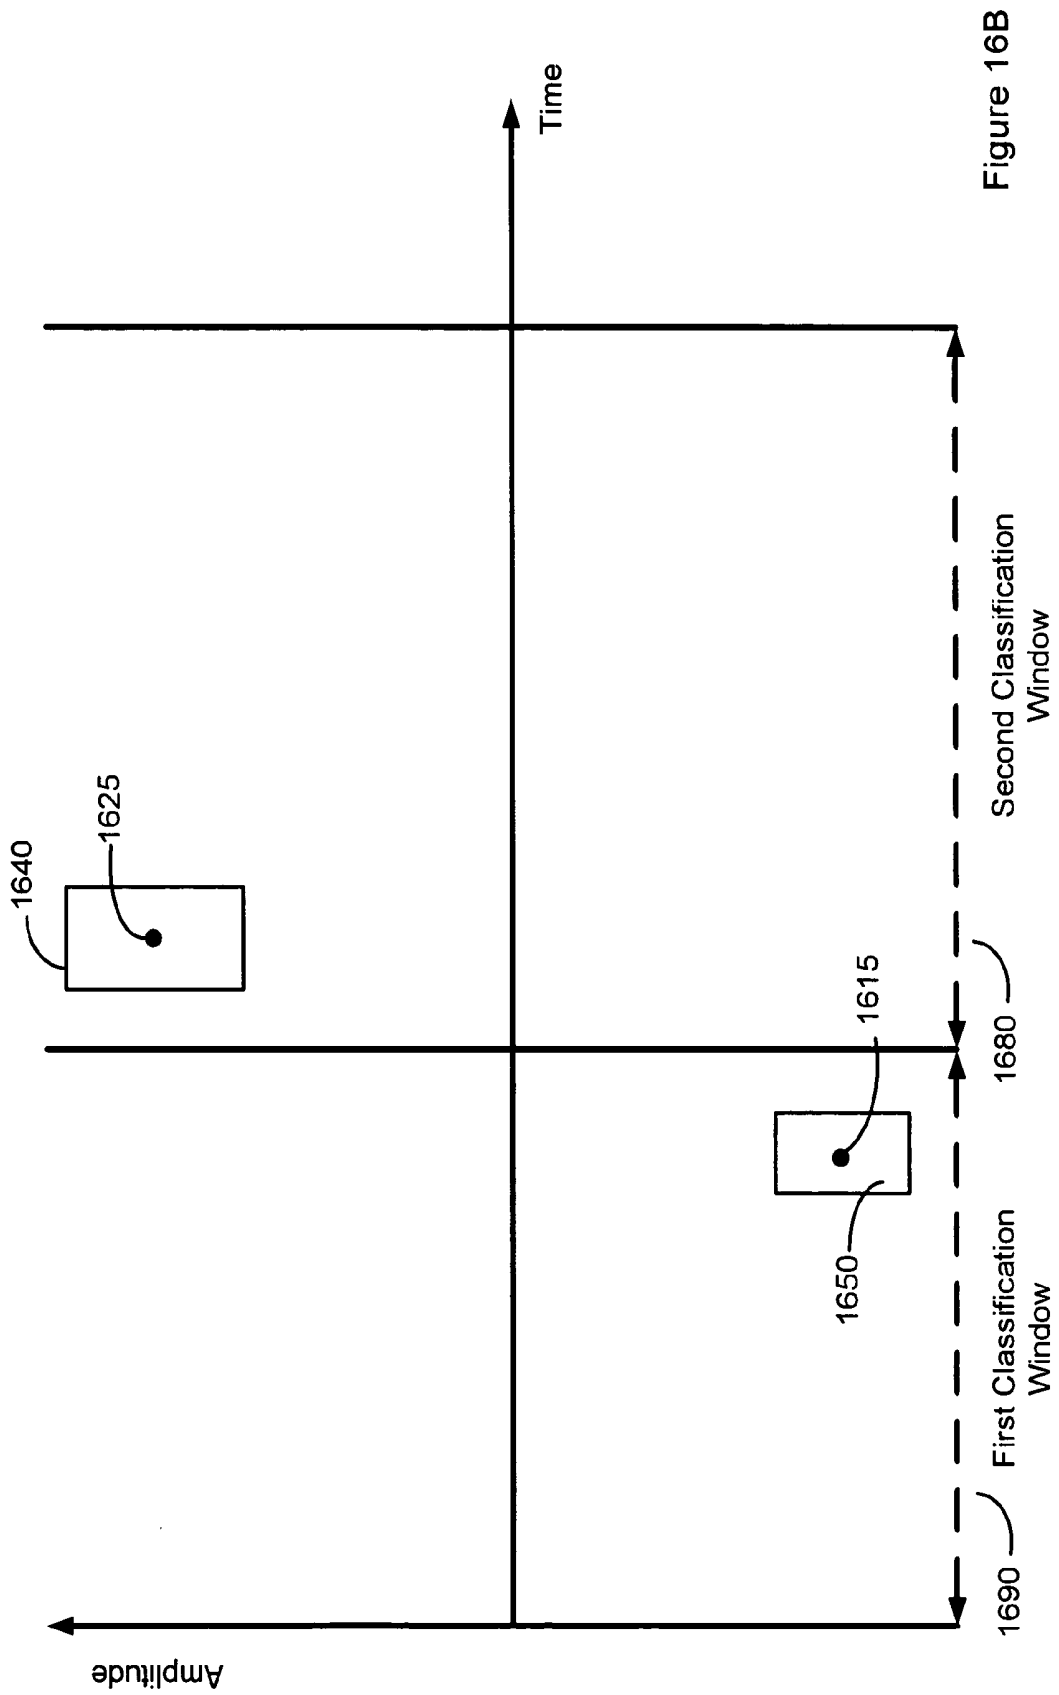 Amplitude
1640
1625
Time
1615
1650
1690
First Classification
Window
1680
Second Classification
Window
Figure 16B